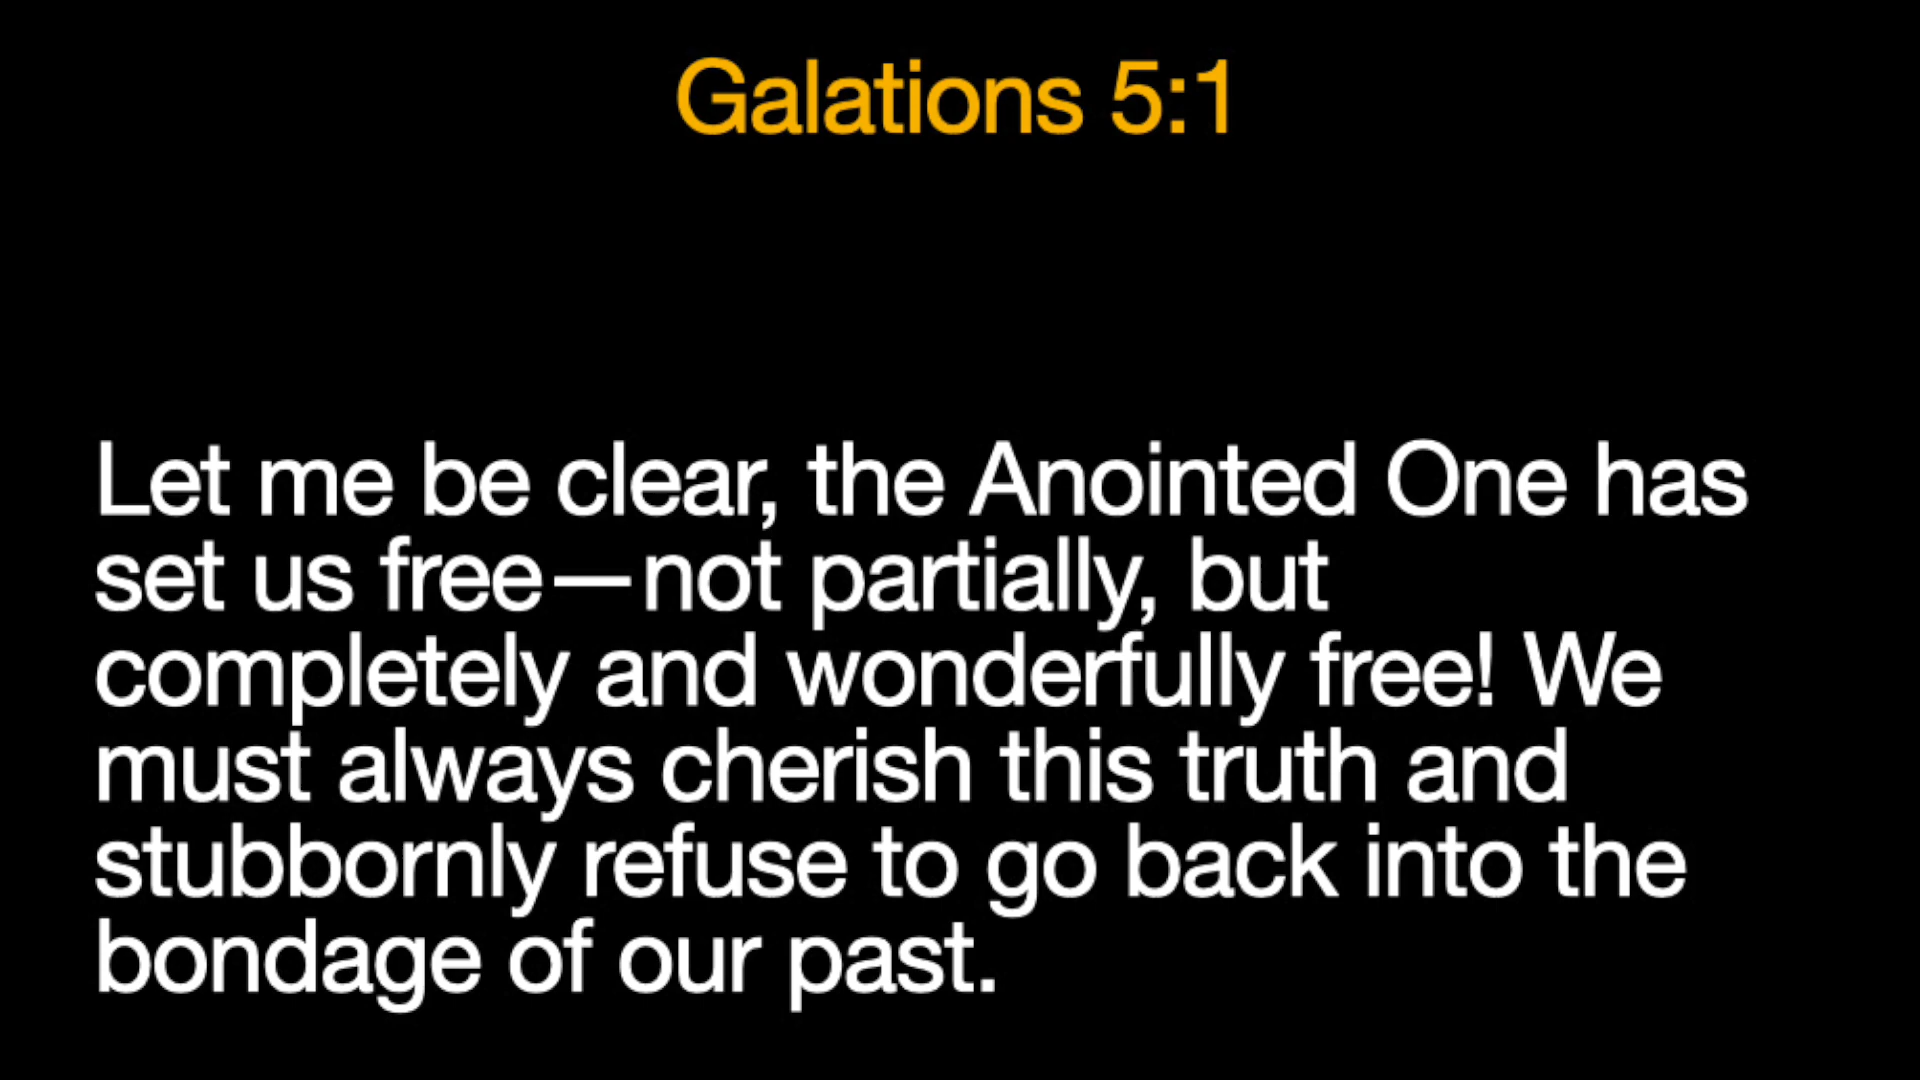 Galations 5:1
Let me be clear, the Anointed One has
set us free—not partially, but
completely and wonderfully free! We
must always cherish this truth and
stubbornly refuse to go back into the
bondage of our past.